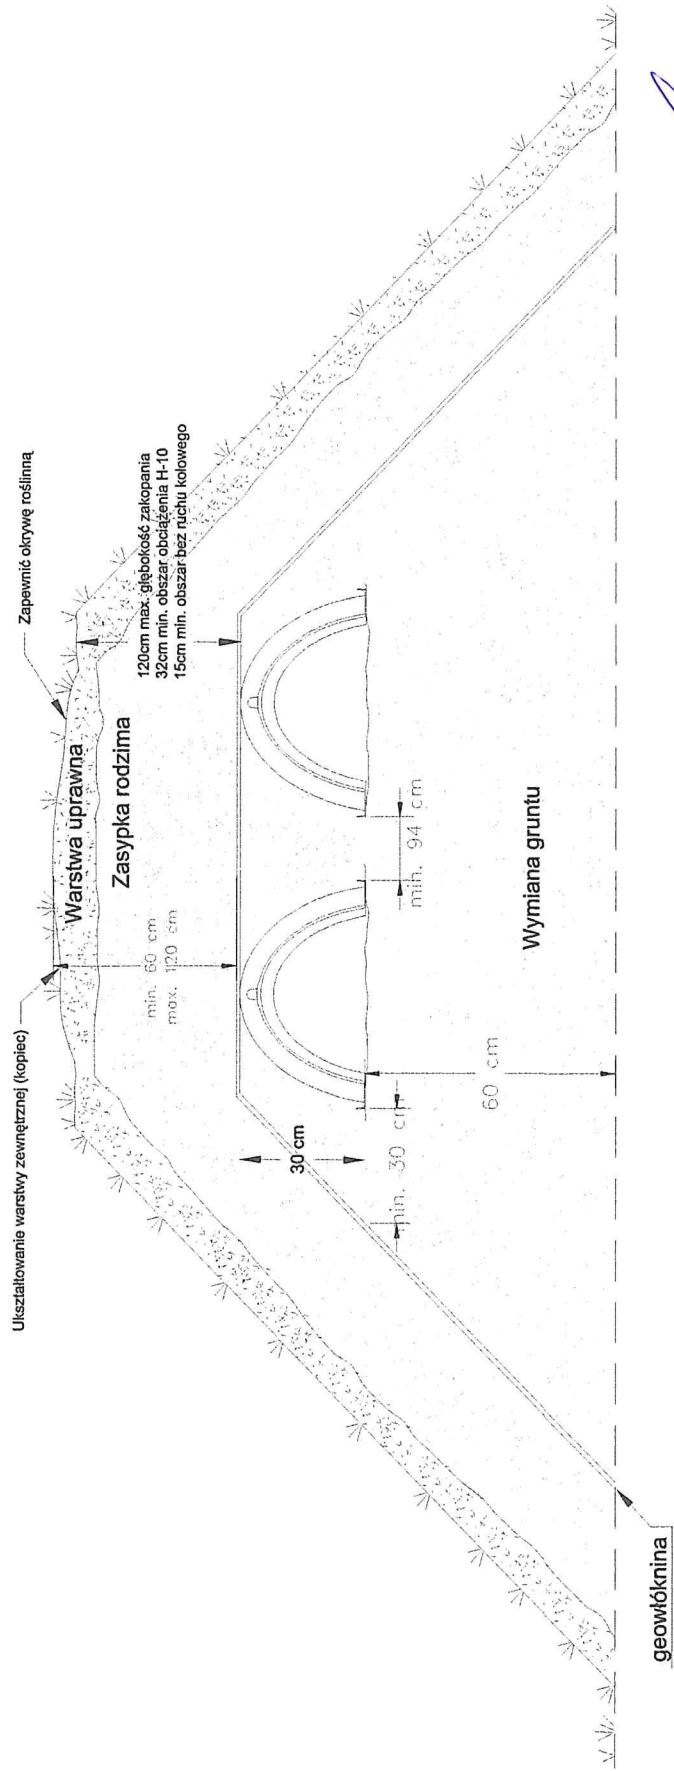 Ukształtowanie warstwy zewnętrznej (kopiec)
Zapewnić okrywę roślinną
Warstwa uprawna
Zasypka rodzima
min. 60 cm
max. 120 cm
120cm max. głębokość zakopania
32cm min. obszar obciążenia H-10
15cm min. obszar bez ruchu kołowego
30 cm
min. 30 cm
min. 94 cm
60 cm
Wymiana gruntu
geowłóknina